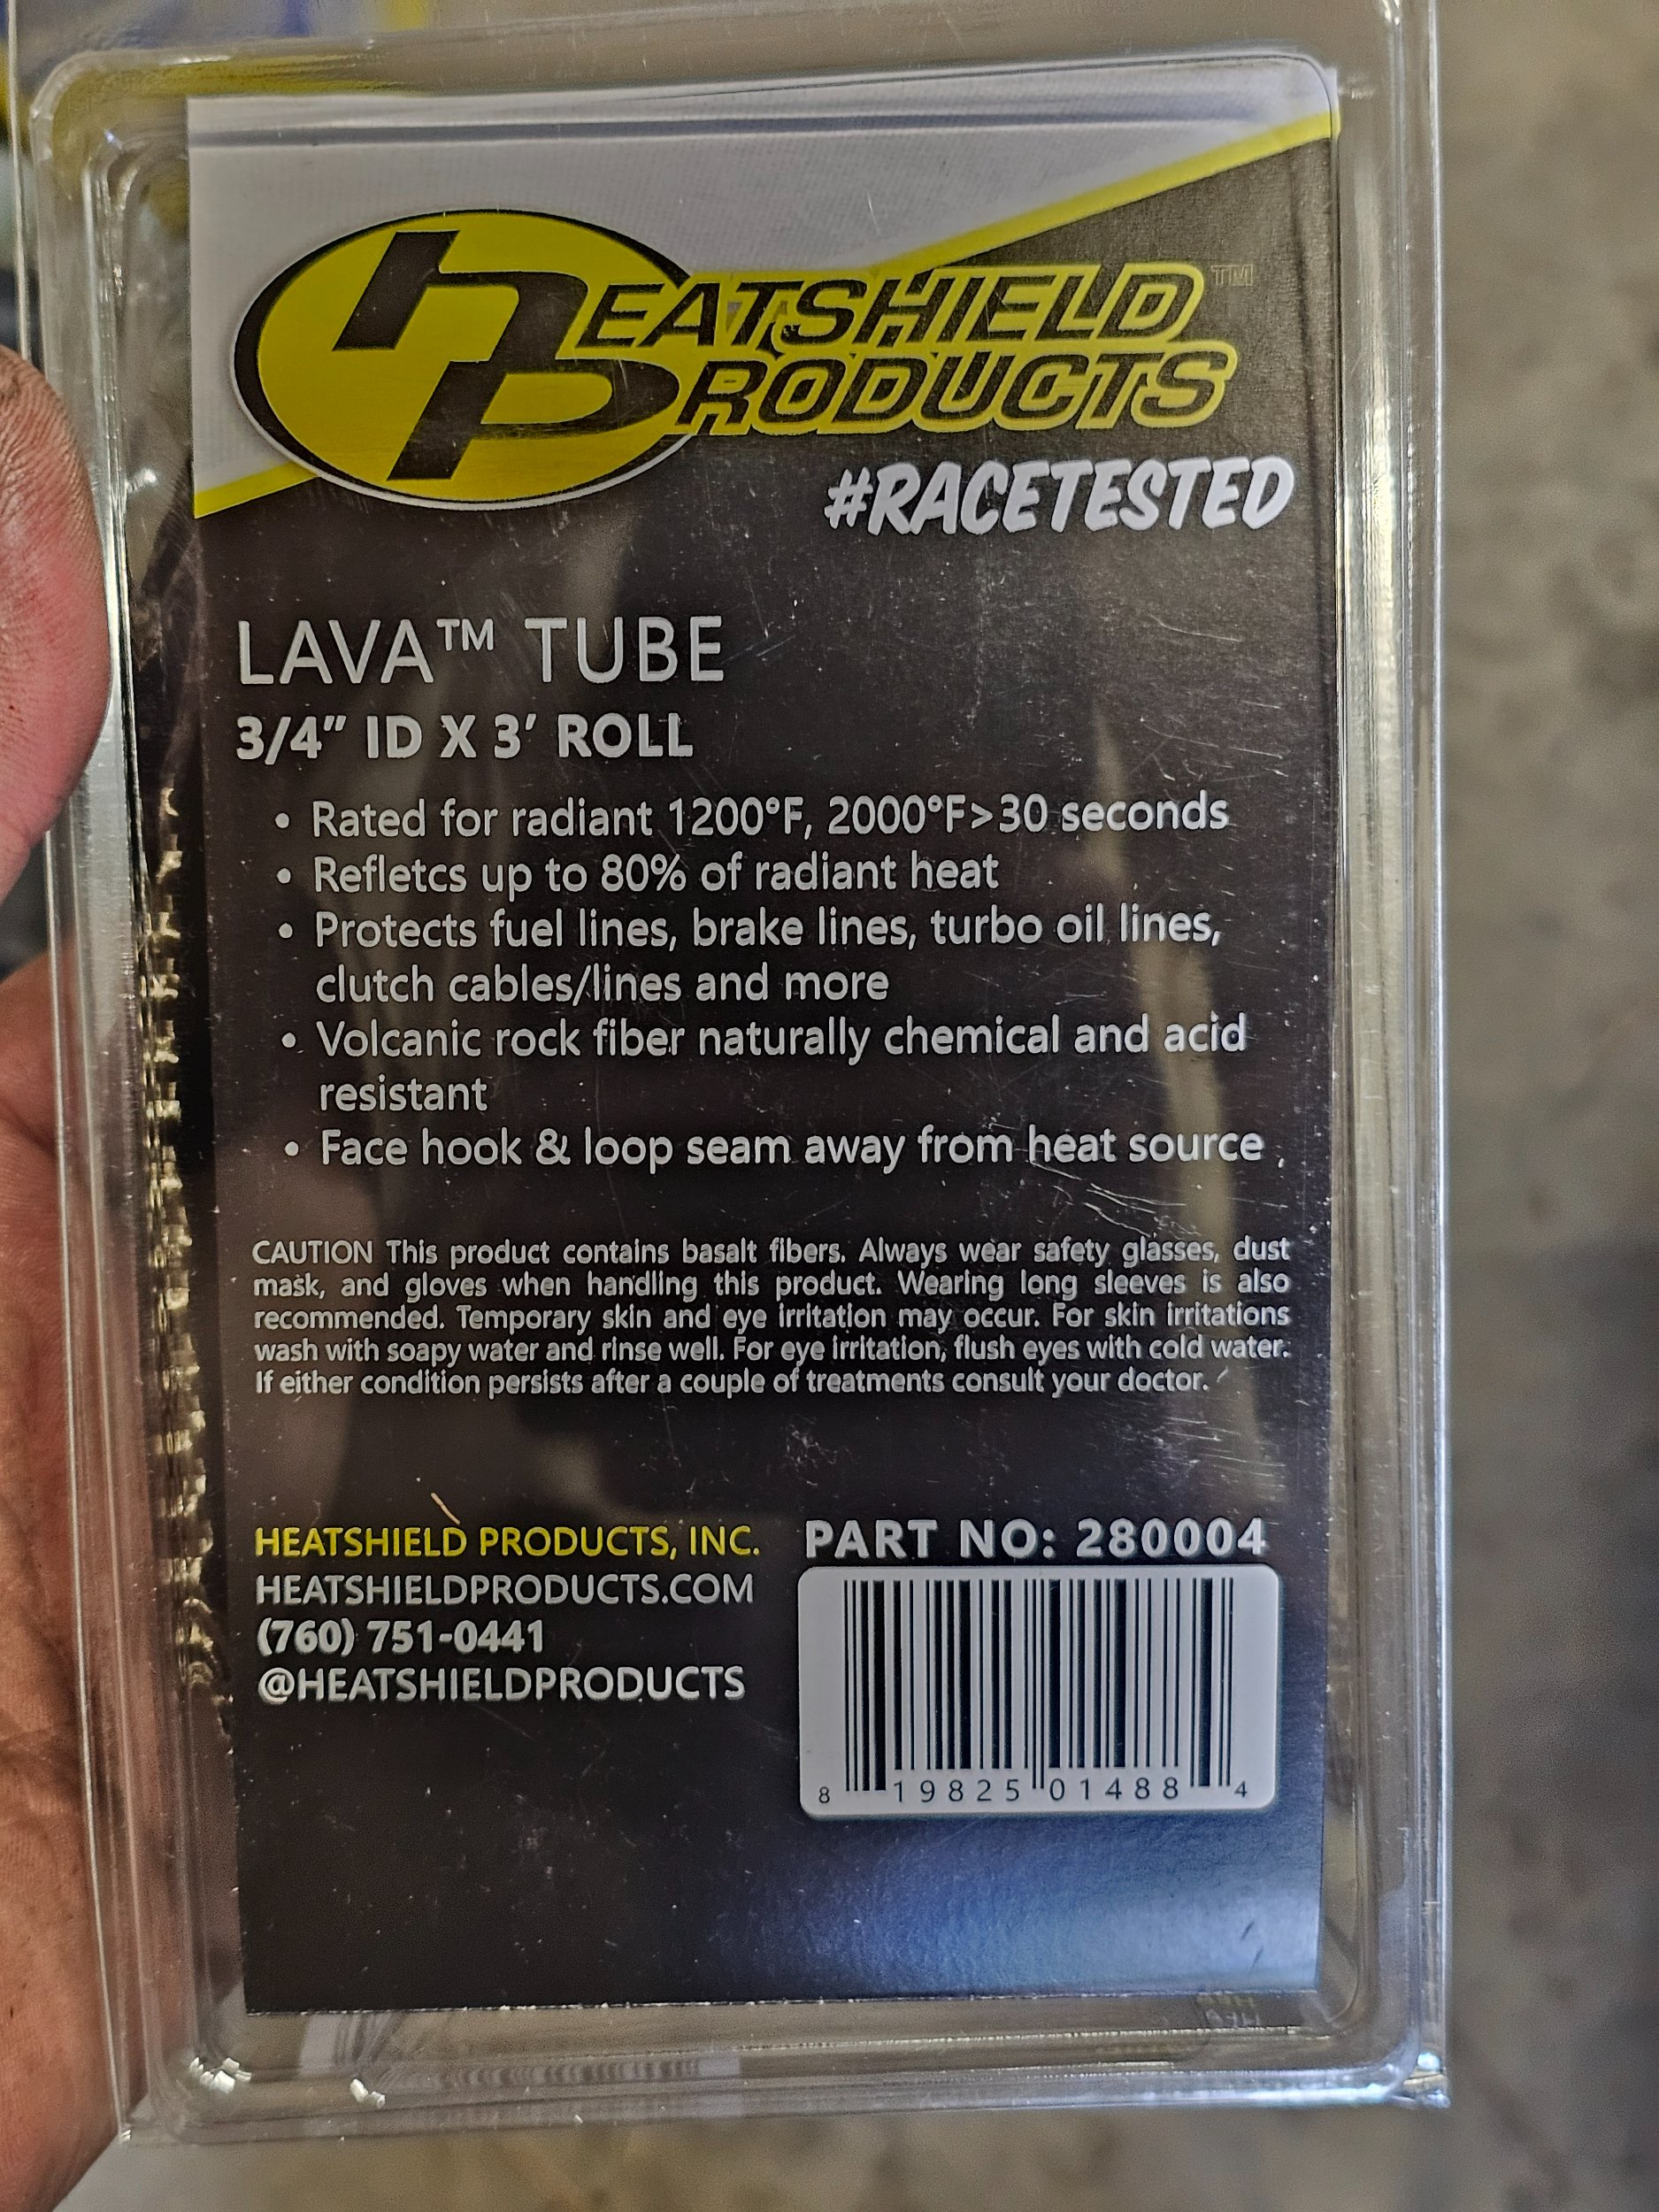 HEATSHIELD™
PRODUCTS
#RACETESTED
LAVA™ TUBE
3/4” ID X 3’ ROLL
• Rated for radiant 1200°F, 2000°F>30 seconds
• Refletcs up to 80% of radiant heat
• Protects fuel lines, brake lines, turbo oil lines,
clutch cables/lines and more
• Volcanic rock fiber naturally chemical and acid
resistant
• Face hook & loop seam away from heat source
CAUTION This product contains basalt fibers. Always wear safety glasses, dust
mask, and gloves when handling this product. Wearing long sleeves is also
recommended. Temporary skin and eye irritation may occur. For skin irritations
wash with soapy water and rinse well. For eye irritation, flush eyes with cold water.
If either condition persists after a couple of treatments consult your doctor.
HEATSHIELD PRODUCTS, INC.
HEATSHIELDPRODUCTS.COM
(760) 751-0441
@HEATSHIELDPRODUCTS
PART NO: 280004
8 19825 01488 4